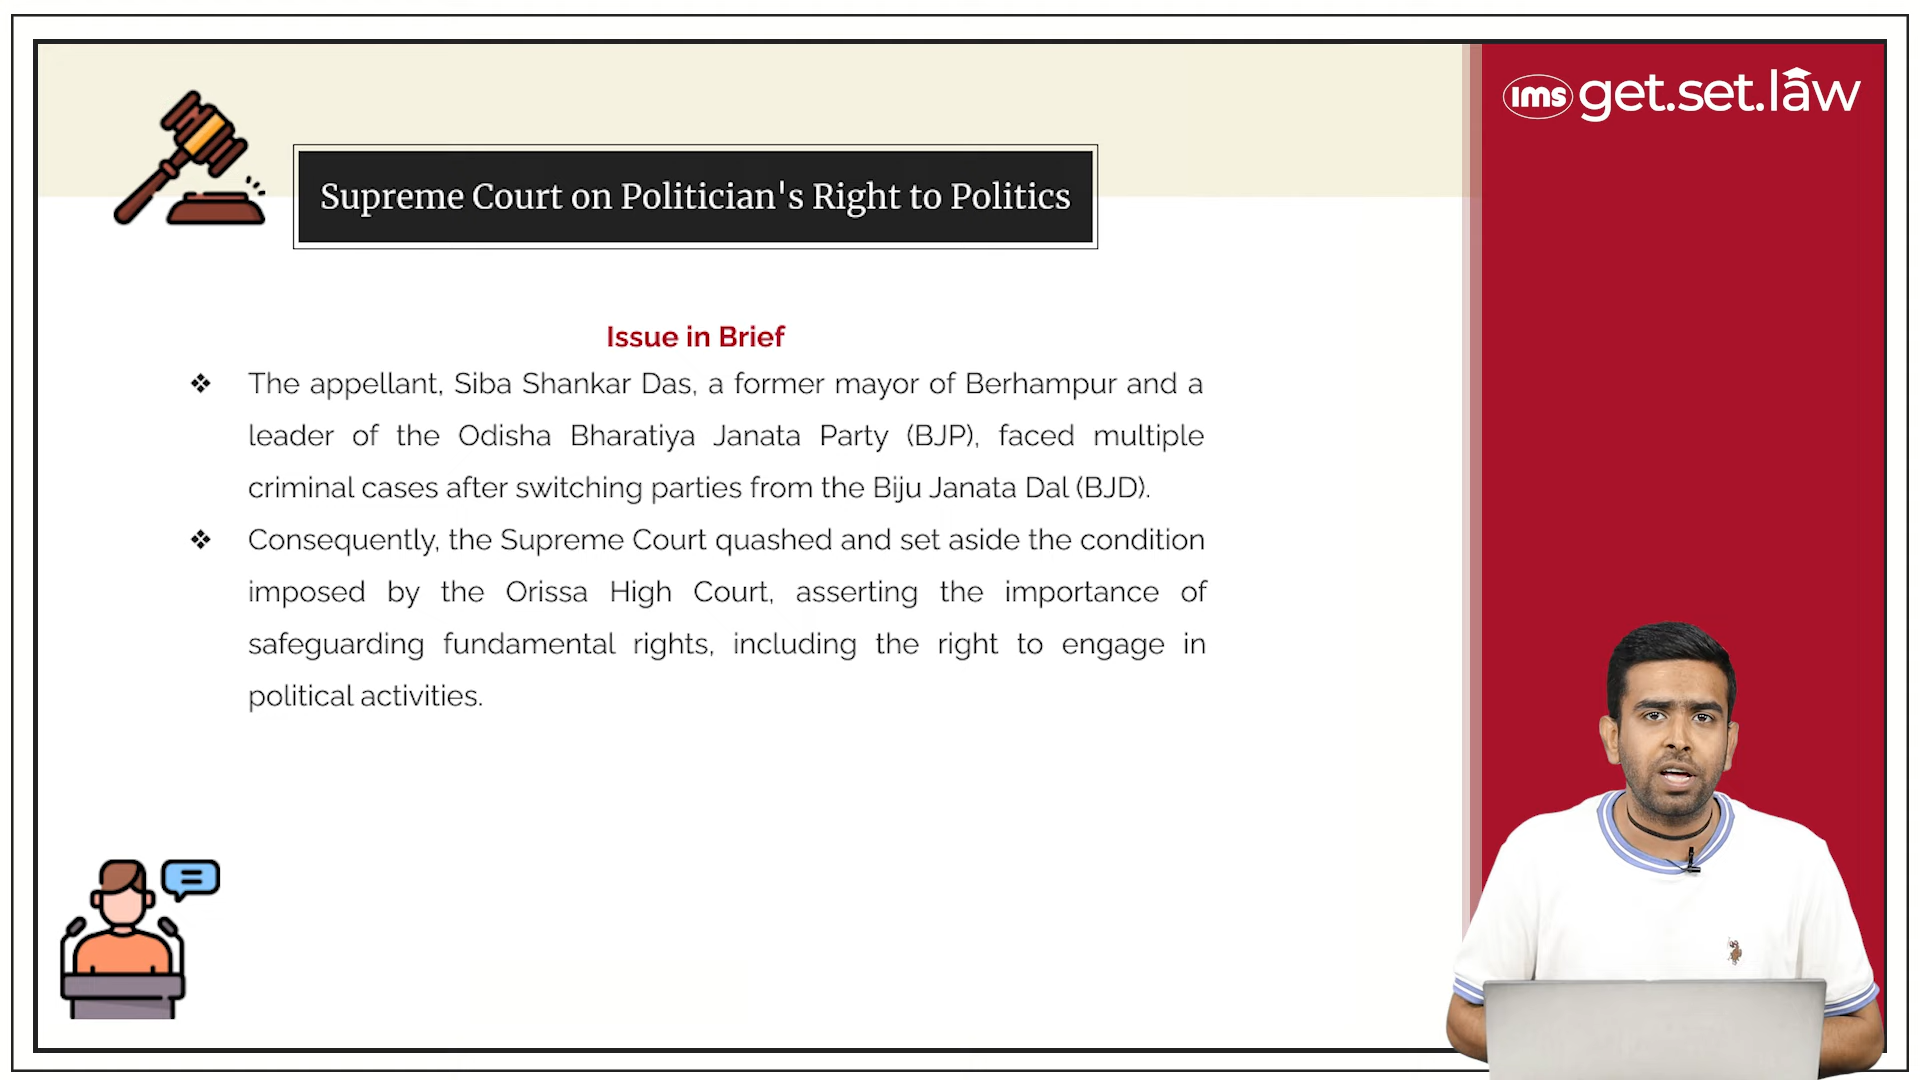 ims get.set.law
Supreme Court on Politician's Right to Politics
Issue in Brief
❖ The appellant, Siba Shankar Das, a former mayor of Berhampur and a
leader of the Odisha Bharatiya Janata Party (BJP), faced multiple
criminal cases after switching parties from the Biju Janata Dal (BJD).
❖ Consequently, the Supreme Court quashed and set aside the condition
imposed by the Orissa High Court, asserting the importance of
safeguarding fundamental rights, including the right to engage in
political activities.